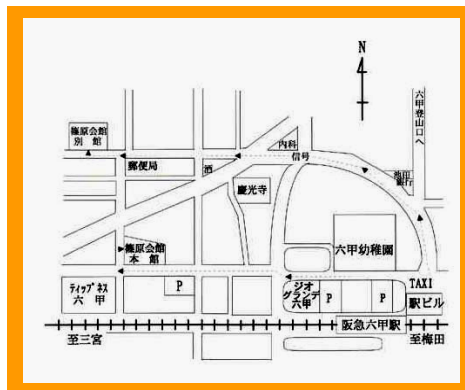 N
六甲登山口へ
篠原会館
別館
郵便局
酒
内科
信号
池田
銀行
慶光寺
六甲幼稚園
篠原会館
本館
ティップネス
六甲
P
ジオ
グランデ
六甲
P
P
TAXI
駅ビル
阪急六甲駅
至三宮
至梅田